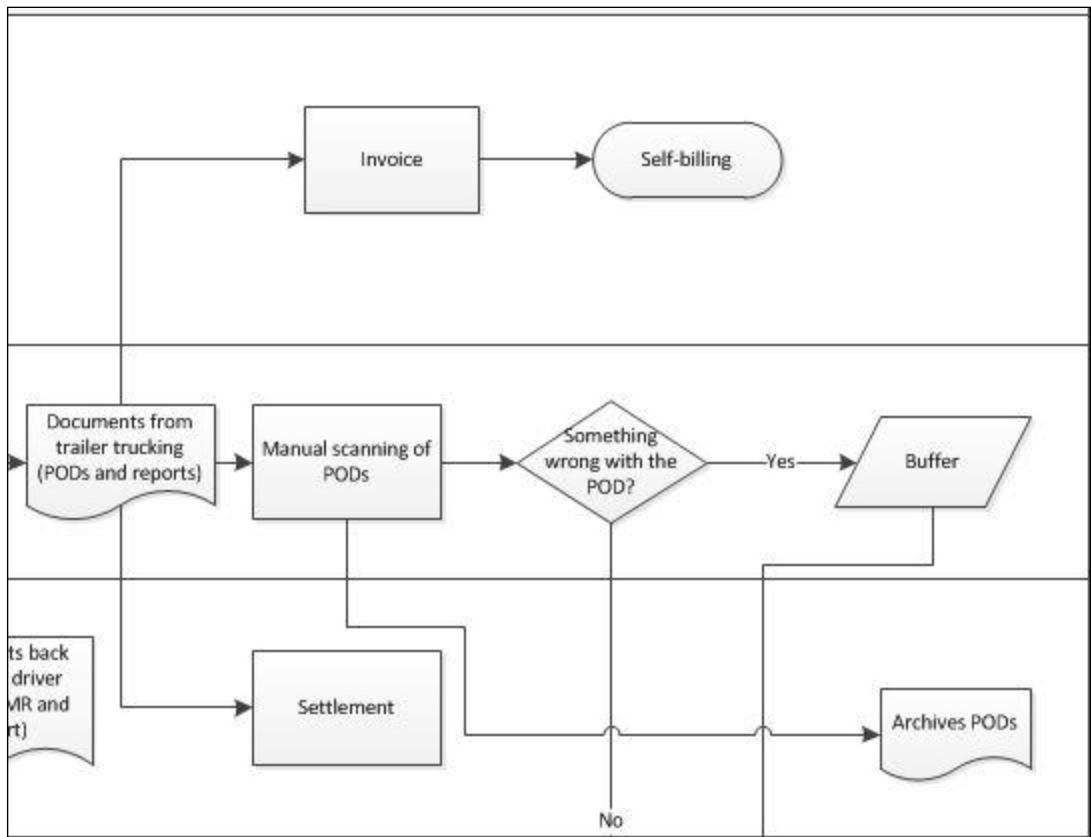 Invoice
Self-billing
Documents from
trailer trucking
(PODs and reports)
Manual scanning of
PODs
Something
wrong with the
POD?
Yes
Buffer
ts back
driver
MR and
rt)
Settlement
Archives PODs
No